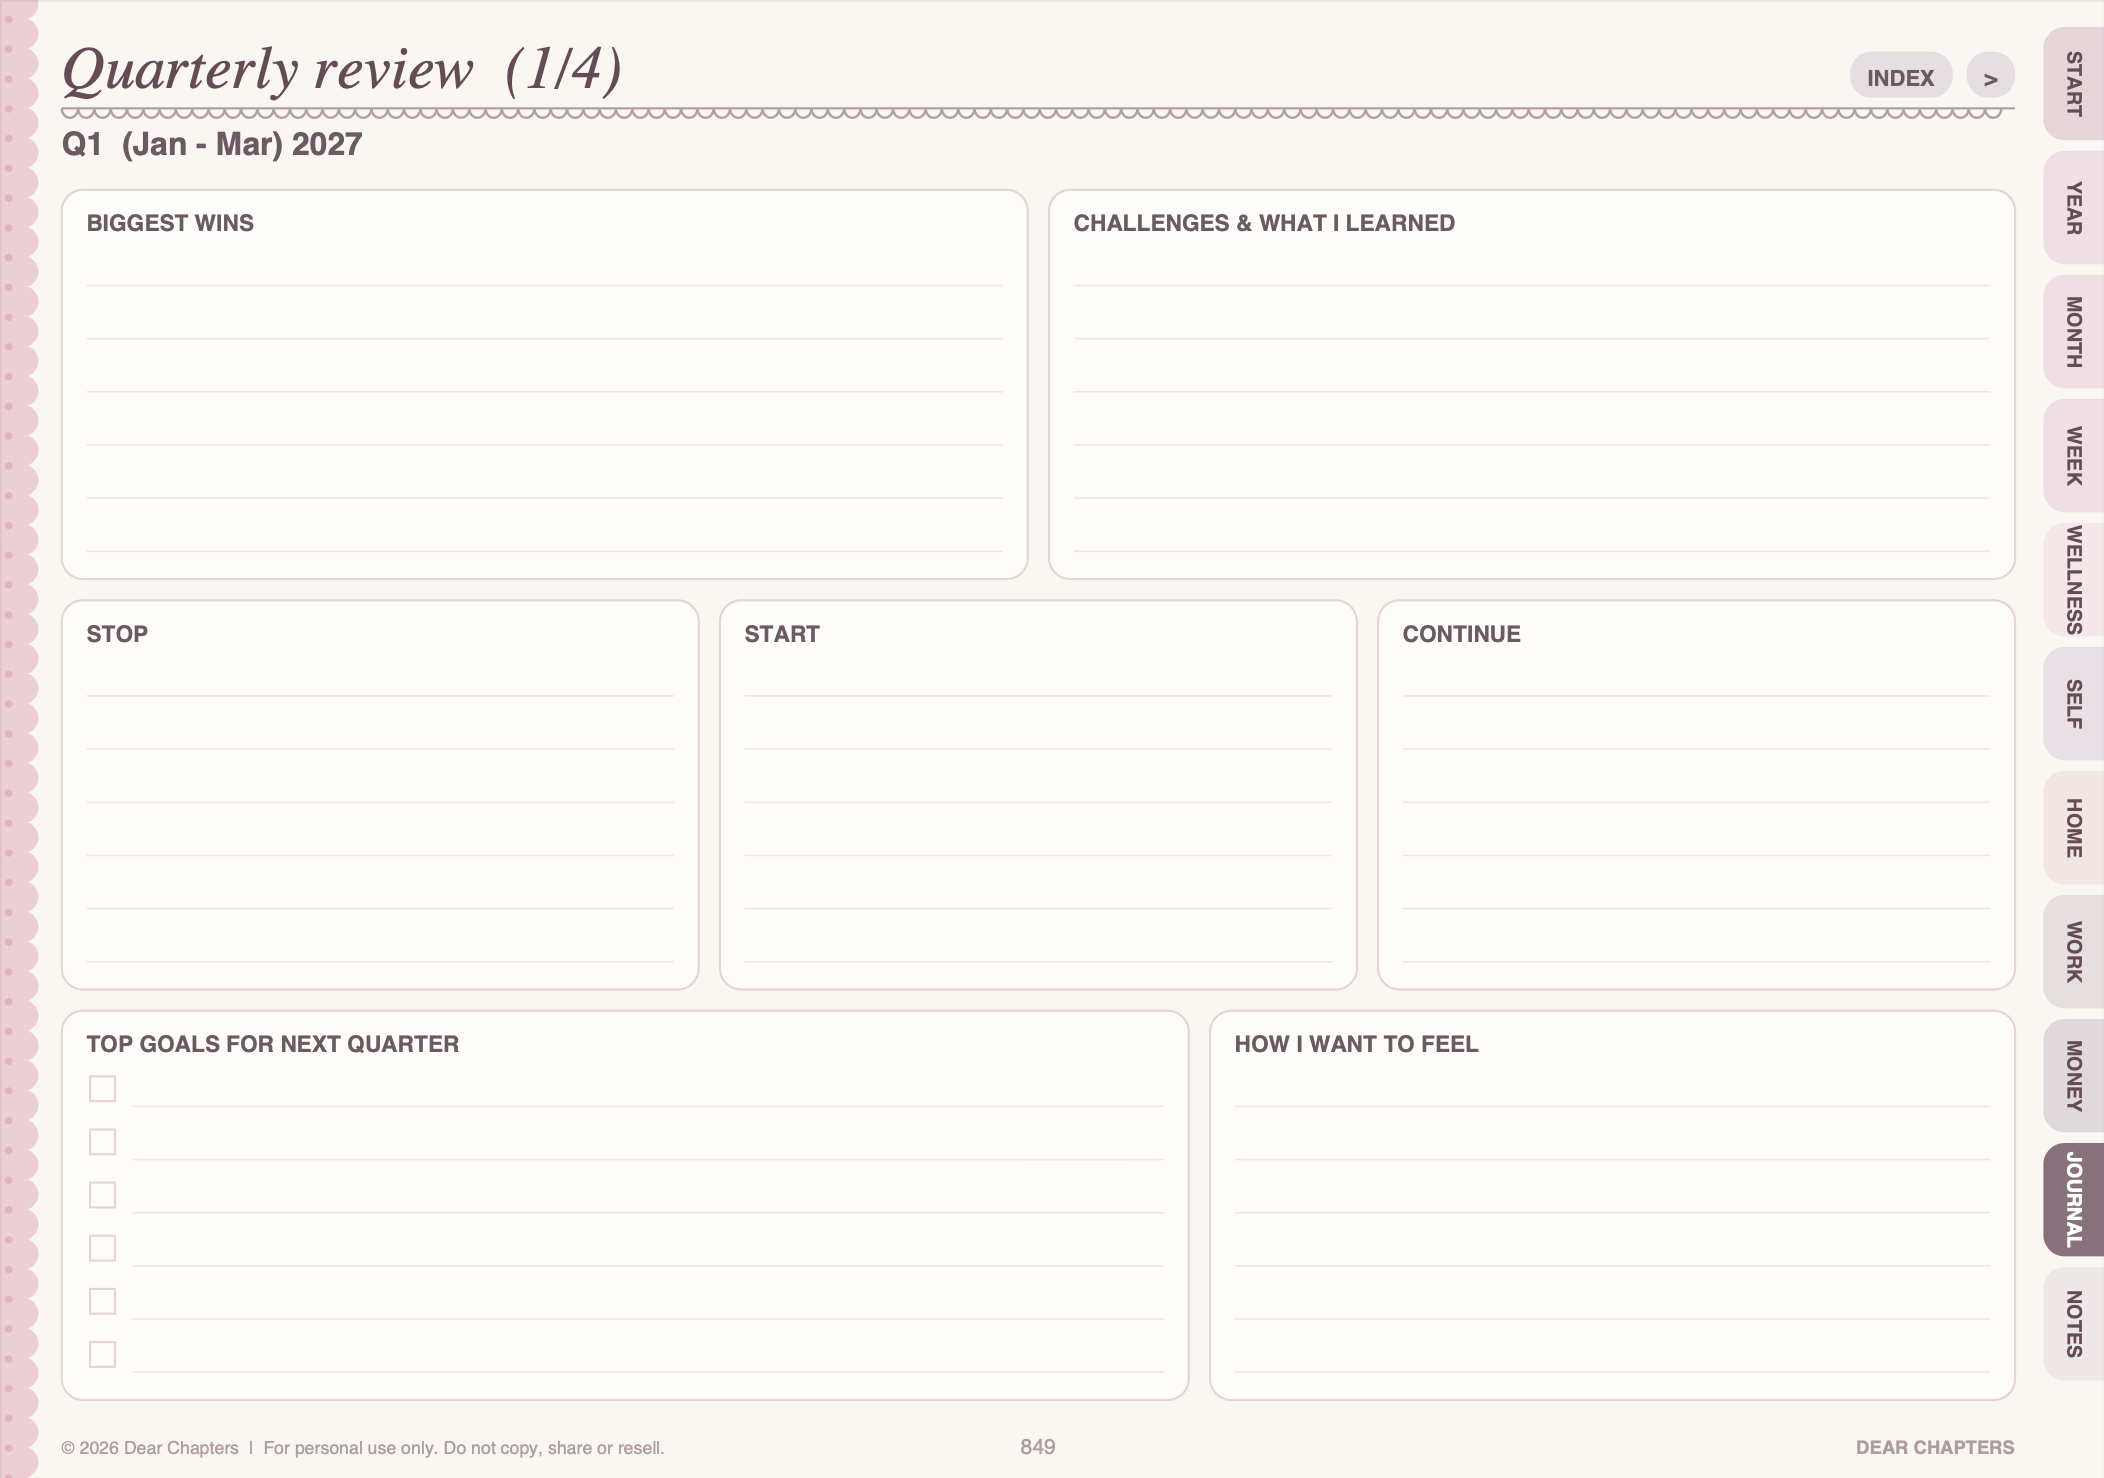 Quarterly review (1/4)
INDEX
>
Q1 (Jan - Mar) 2027
BIGGEST WINS
CHALLENGES & WHAT I LEARNED
STOP
START
CONTINUE
TOP GOALS FOR NEXT QUARTER
HOW I WANT TO FEEL
START
YEAR
MONTH
WEEK
WELLNESS
SELF
HOME
WORK
MONEY
JOURNAL
NOTES
© 2026 Dear Chapters | For personal use only. Do not copy, share or resell.
849
DEAR CHAPTERS